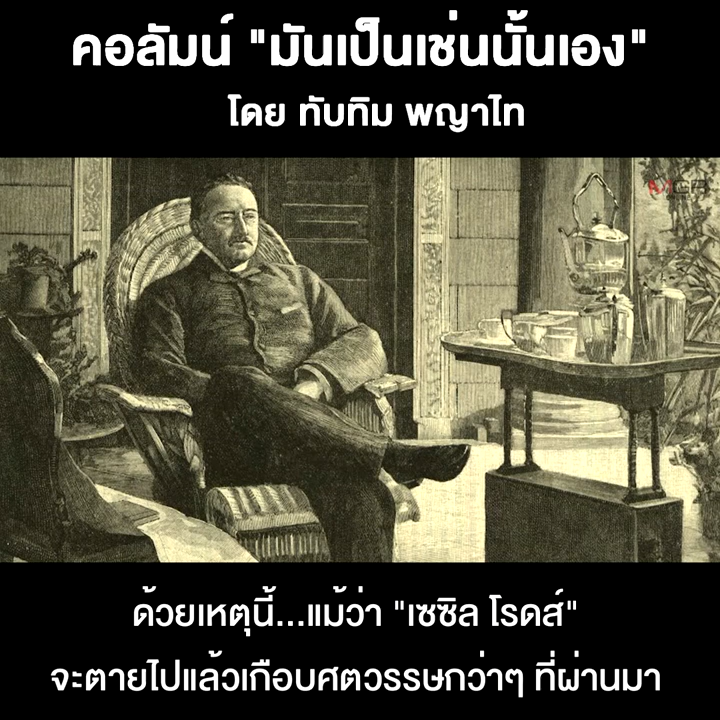 คอลัมน์ "มันเป็นเช่นนั้นเอง"
โดย ทับทิม พญาไท
ด้วยเหตุนี้...แม้ว่า "เซซิล โรดส์"
จะตายไปแล้วเกือบศตวรรษกว่าๆ ที่ผ่านมา